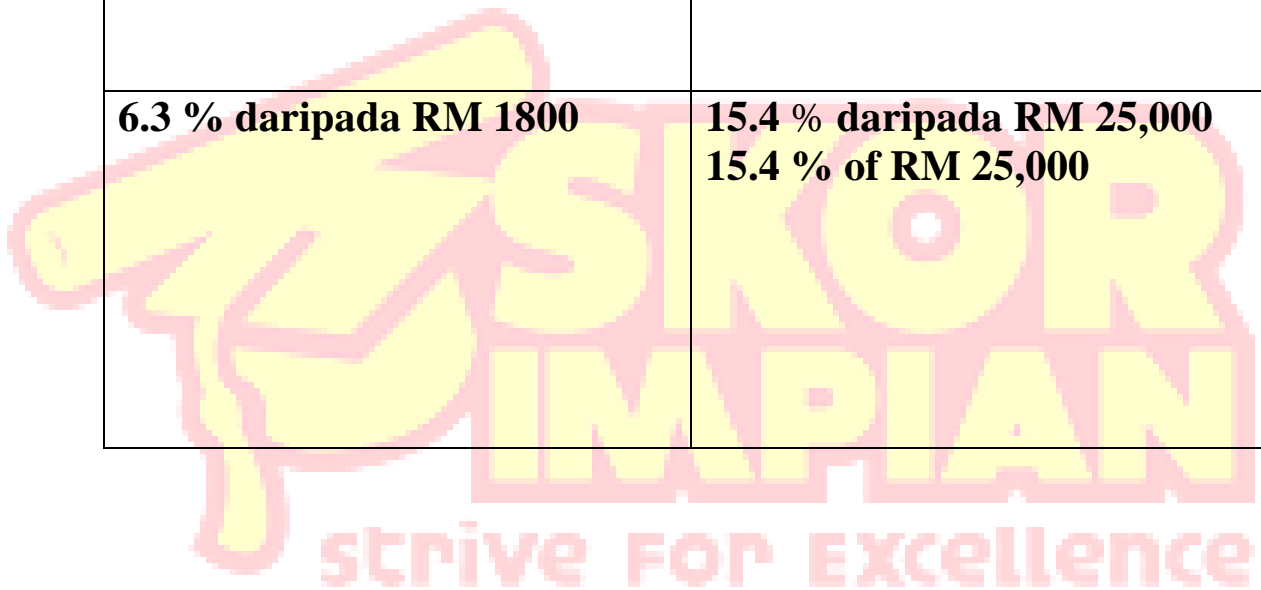 6.3 % daripada RM 1800
15.4 % daripada RM 25,000
15.4 % of RM 25,000
SKOR
IMPIAN
strive FOR Excellence